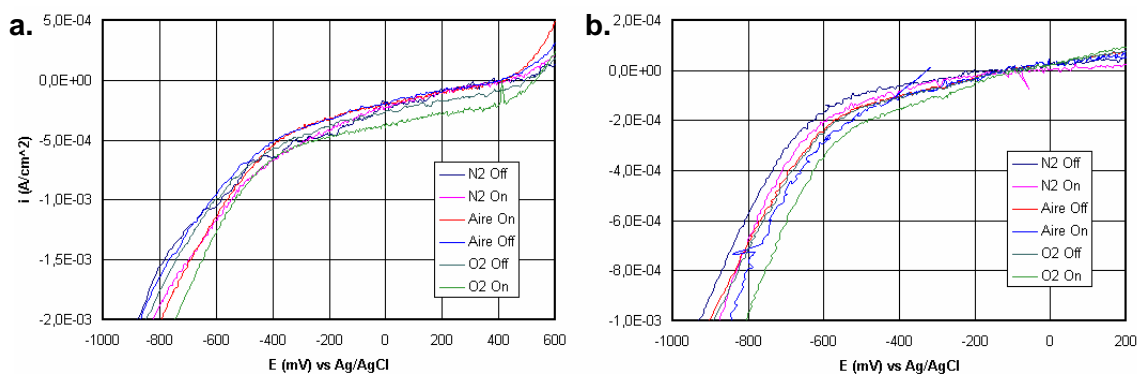 a.
i (A/cm^2)
5,0E-04
0,0E+00
-5,0E-04
-1,0E-03
-1,5E-03
-2,0E-03
-1000 -800 -600 -400 -200 0 200 400 600
E (mV) vs Ag/AgCl
N2 Off
N2 On
Aire On
Aire Off
O2 Off
O2 On
b.
2,0E-04
0,0E+00
-2,0E-04
-4,0E-04
-6,0E-04
-8,0E-04
-1,0E-03
-1000 -800 -600 -400 -200 0 200
E (mV) vs Ag/AgCl
N2 Off
N2 On
Aire Off
Aire On
O2 Off
O2 On